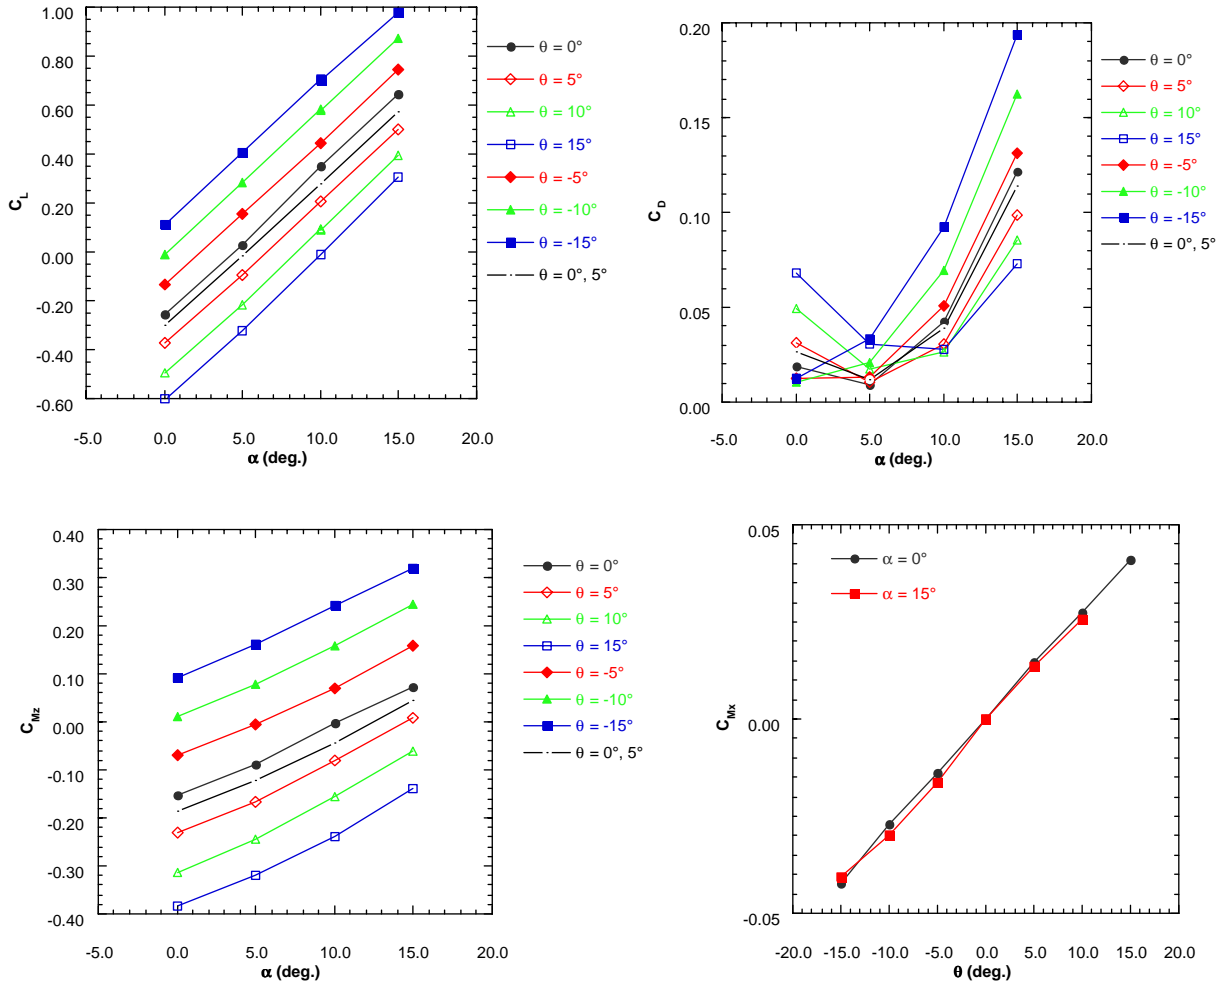 1.00
0.80
0.60
0.40
0.20
0.00
-0.20
-0.40
-0.60
C_L
-5.0 0.0 5.0 10.0 15.0 20.0
α (deg.)
θ = 0°
θ = 5°
θ = 10°
θ = 15°
θ = -5°
θ = -10°
θ = -15°
θ = 0°, 5°
0.20
0.15
0.10
0.05
0.00
C_D
-5.0 0.0 5.0 10.0 15.0 20.0
α (deg.)
θ = 0°
θ = 5°
θ = 10°
θ = 15°
θ = -5°
θ = -10°
θ = -15°
θ = 0°, 5°
0.40
0.30
0.20
0.10
0.00
-0.10
-0.20
-0.30
-0.40
C_Mz
-5.0 0.0 5.0 10.0 15.0 20.0
α (deg.)
θ = 0°
θ = 5°
θ = 10°
θ = 15°
θ = -5°
θ = -10°
θ = -15°
θ = 0°, 5°
0.05
0.00
-0.05
C_Mx
α = 0°
α = 15°
-20.0 -15.0 -10.0 -5.0 0.0 5.0 10.0 15.0 20.0
θ (deg.)